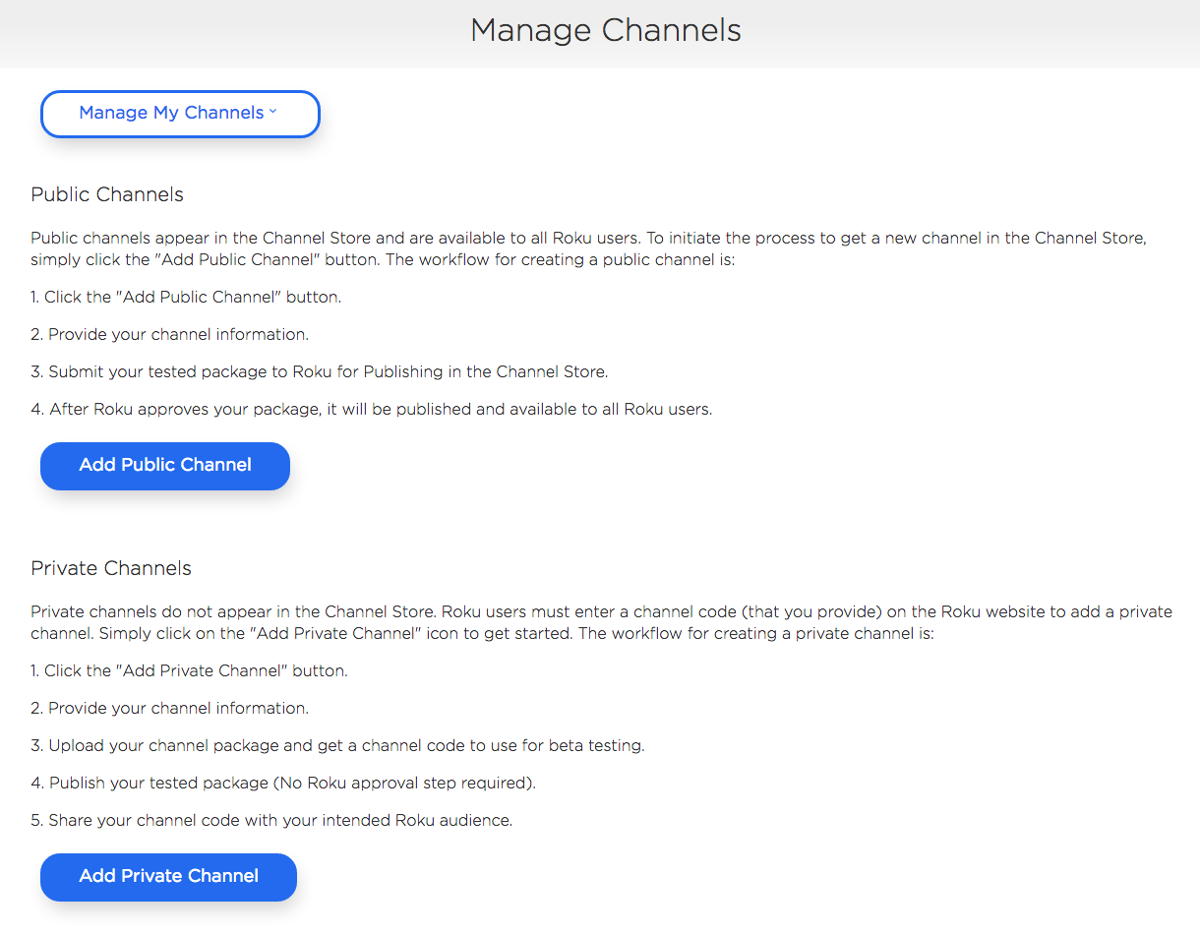 Manage Channels
Manage My Channels
Public Channels
Public channels appear in the Channel Store and are available to all Roku users. To initiate the process to get a new channel in the Channel Store,
simply click the "Add Public Channel" button. The workflow for creating a public channel is:
1. Click the "Add Public Channel" button.
2. Provide your channel information.
3. Submit your tested package to Roku for Publishing in the Channel Store.
4. After Roku approves your package, it will be published and available to all Roku users.
Add Public Channel
Private Channels
Private channels do not appear in the Channel Store. Roku users must enter a channel code (that you provide) on the Roku website to add a private
channel. Simply click on the "Add Private Channel" icon to get started. The workflow for creating a private channel is:
1. Click the "Add Private Channel" button.
2. Provide your channel information.
3. Upload your channel package and get a channel code to use for beta testing.
4. Publish your tested package (No Roku approval step required).
5. Share your channel code with your intended Roku audience.
Add Private Channel